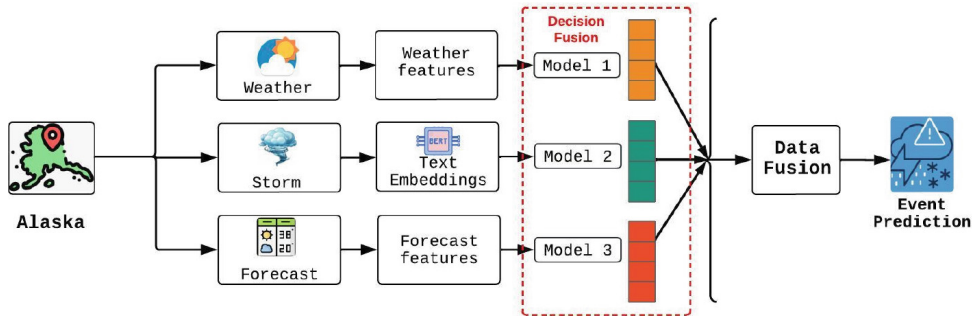 Alaska
Weather
Storm
Forecast
38°
20°
Weather
features
BERT
Text
Embeddings
Forecast
features
Decision
Fusion
Model 1
Model 2
Model 3
Data
Fusion
Event
Prediction